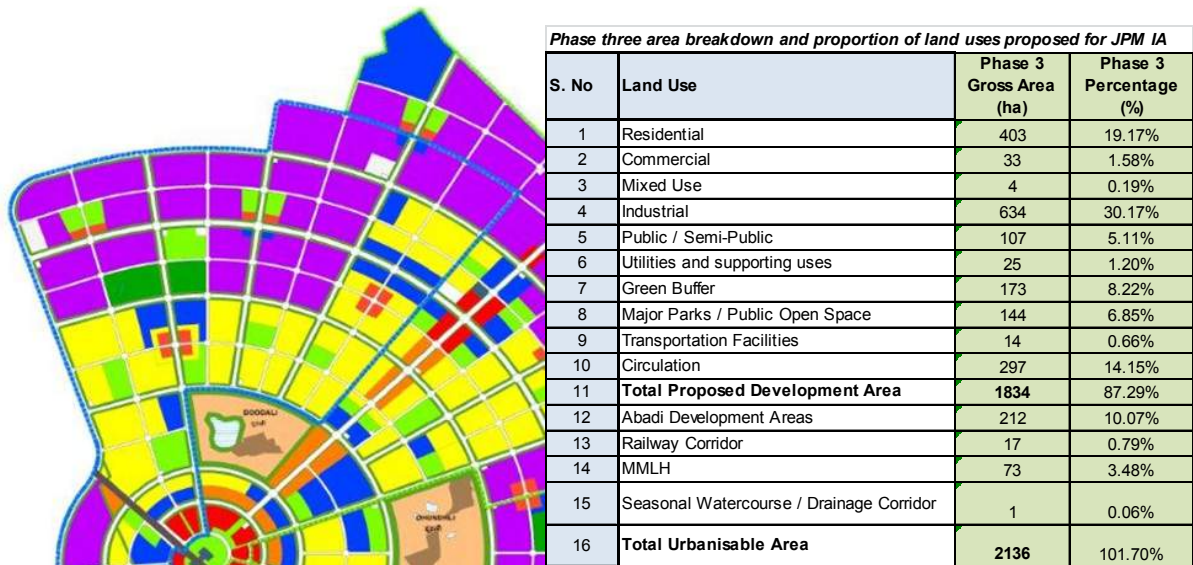 Phase three area breakdown and proportion of land uses proposed for JPM IA
S. No Land Use Phase 3 Gross Area (ha) Phase 3 Percentage (%)
1 Residential 403 19.17%
2 Commercial 33 1.58%
3 Mixed Use 4 0.19%
4 Industrial 634 30.17%
5 Public / Semi-Public 107 5.11%
6 Utilities and supporting uses 25 1.20%
7 Green Buffer 173 8.22%
8 Major Parks / Public Open Space 144 6.85%
9 Transportation Facilities 14 0.66%
10 Circulation 297 14.15%
11 Total Proposed Development Area 1834 87.29%
12 Abadi Development Areas 212 10.07%
13 Railway Corridor 17 0.79%
14 MMLH 73 3.48%
15 Seasonal Watercourse / Drainage Corridor 1 0.06%
16 Total Urbanisable Area 2136 101.70%